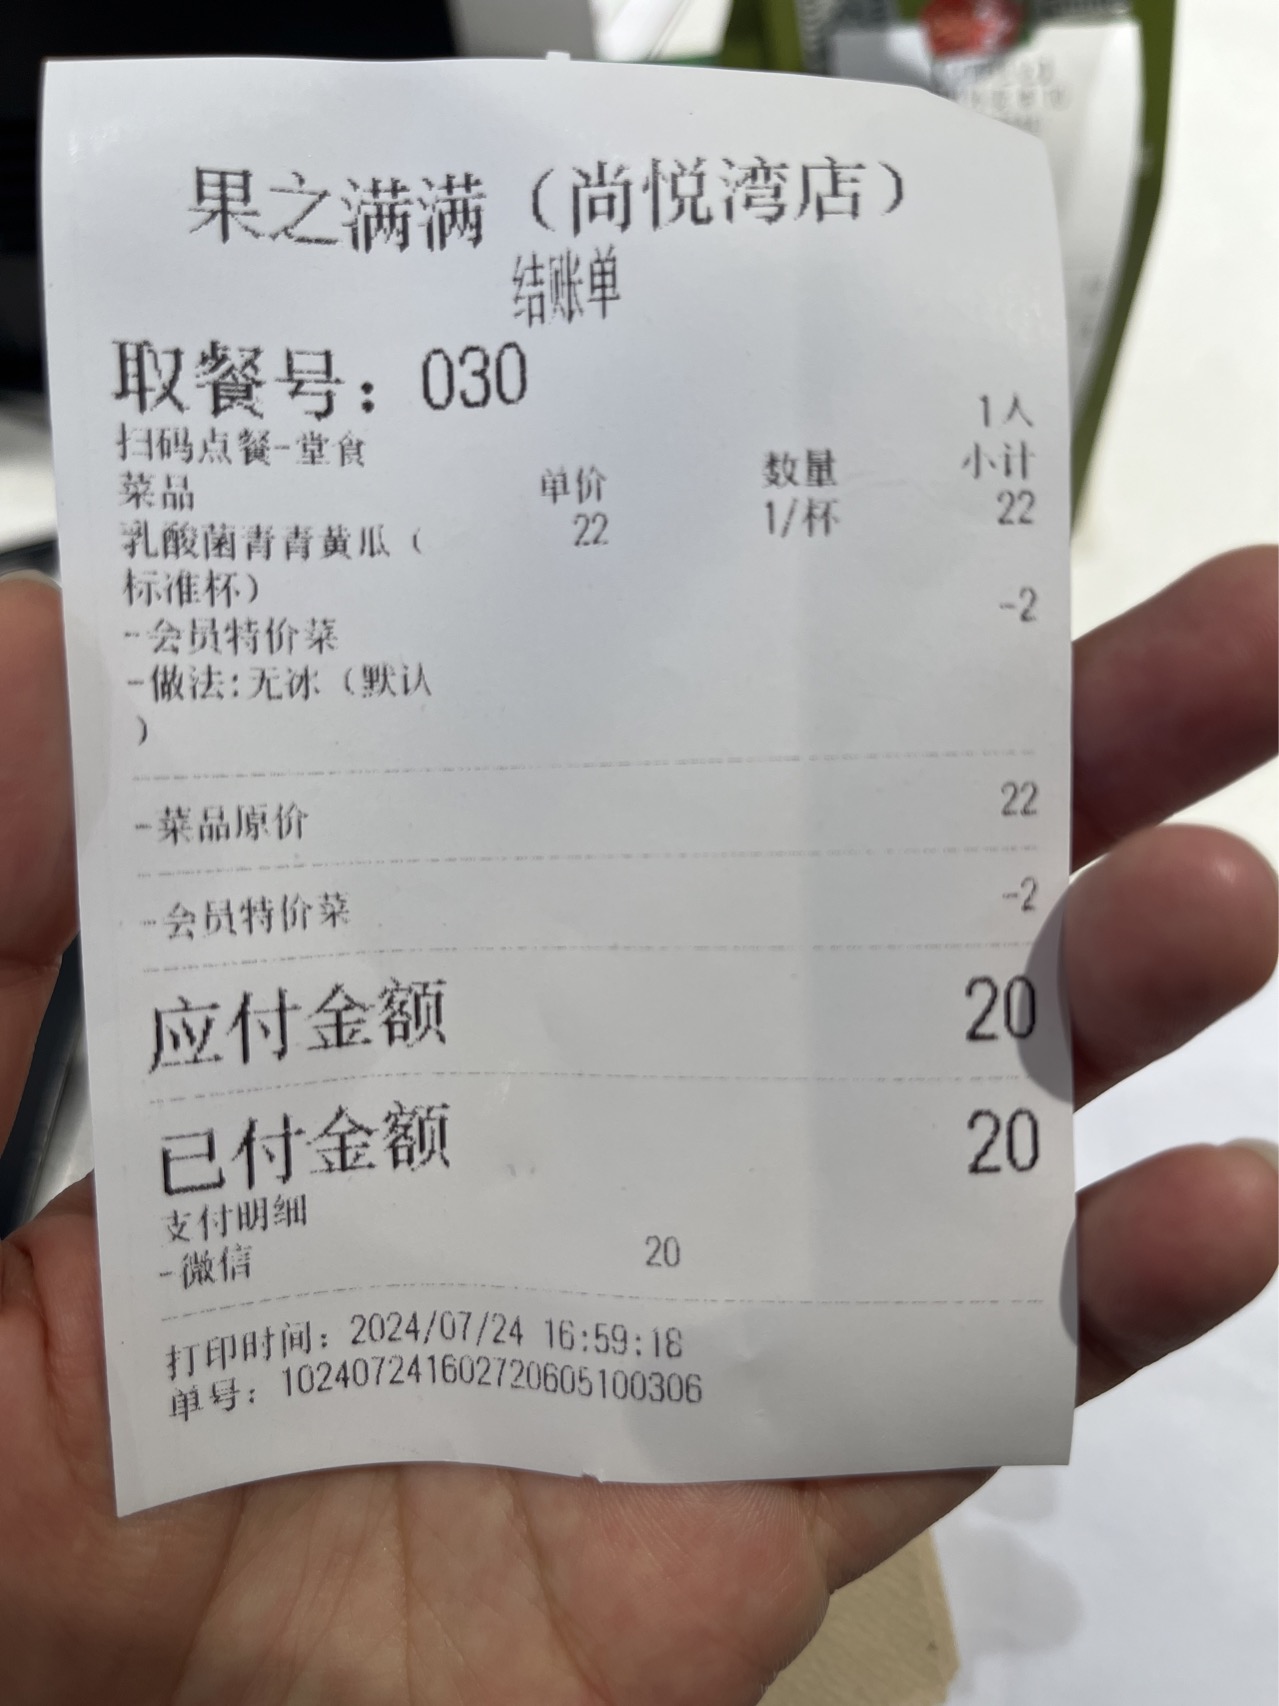 果之满满（尚悦湾店）
结账单
取餐号：030
1人
扫码点餐-堂食
菜品 单价 数量 小计
乳酸菌青青黄瓜（ 22 1/杯 22
标准杯）
-会员特价菜 -2
-做法:无冰（默认
）
-菜品原价 22
-会员特价菜 -2
应付金额 20
已付金额 20
支付明细
-微信 20
打印时间：2024/07/24 16:59:18
单号：102407241602720605100306